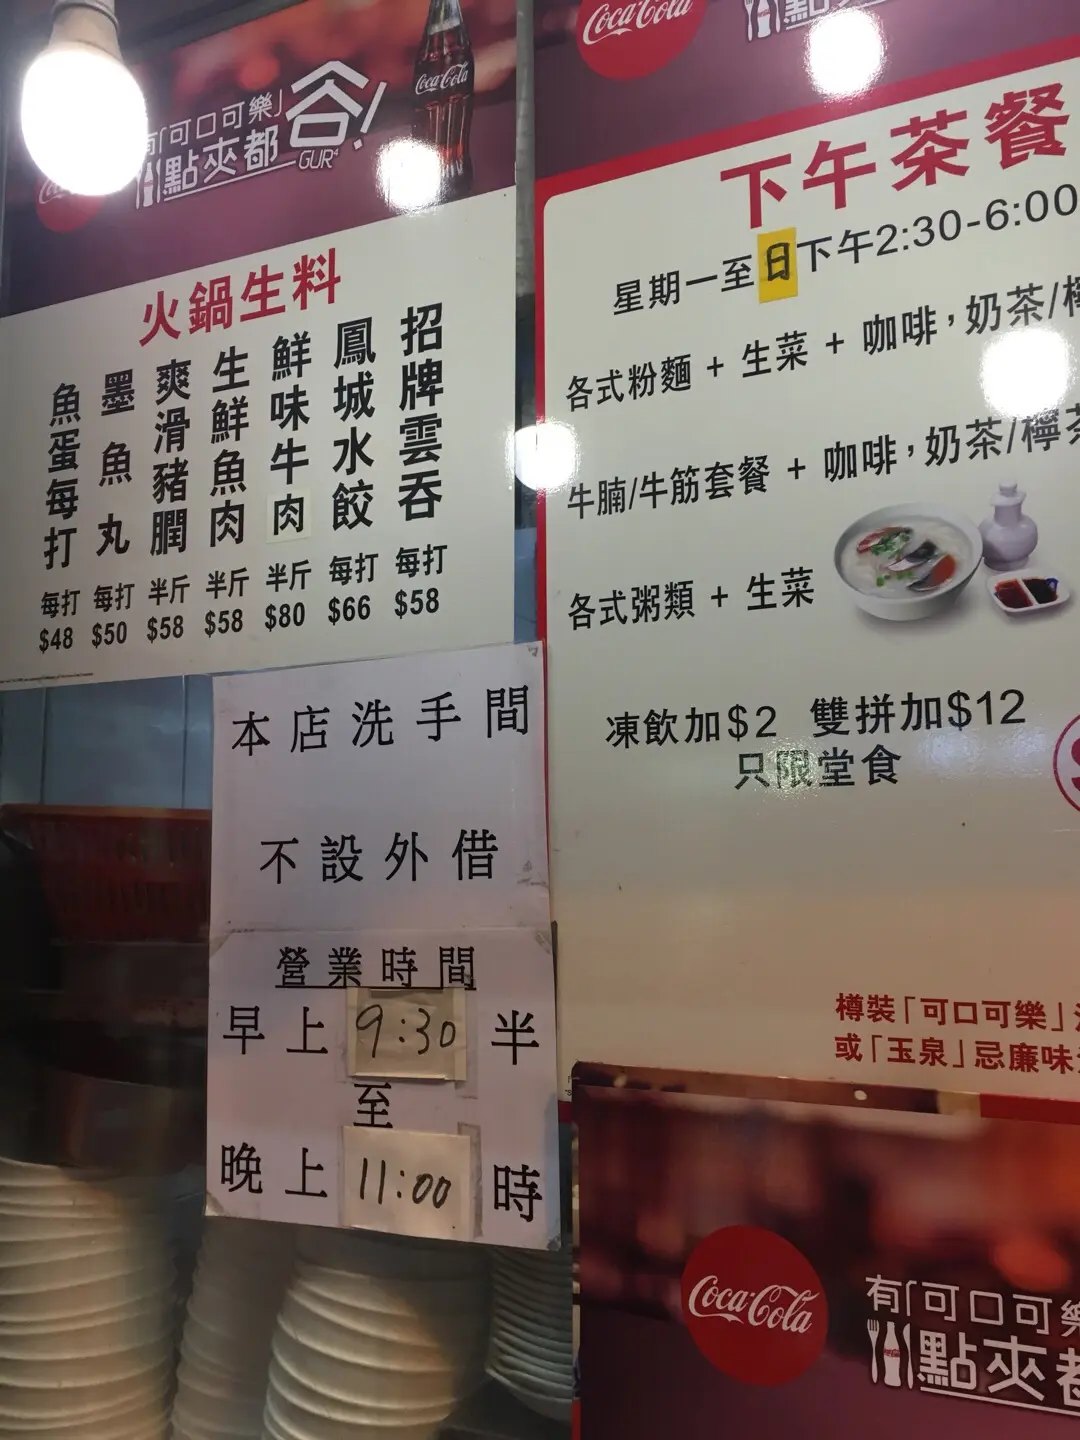 Coca-Cola
有「可口可樂」
點夾都
谷!
GUR⁴
火鍋生料
招牌雲吞
每打
$58
鳳城水餃
每打
$66
鮮味牛肉
半斤
$80
生鮮魚肉
半斤
$58
爽滑豬膶
半斤
$58
墨魚丸
每打
$50
魚蛋每打
每打
$48
本店洗手間
不設外借
營業時間
早上 9:30 半
至
晚上 11:00 時
Coca-Cola
點
下午茶餐
星期一至日下午2:30-6:00
各式粉麵 + 生菜 + 咖啡,奶茶/檸
牛腩/牛筋套餐 + 咖啡,奶茶/檸茶
各式粥類 + 生菜
凍飲加$2 雙拼加$12
只限堂食
樽裝「可口可樂」
或「玉泉」忌廉味
Coca-Cola
有「可口可樂
點夾都